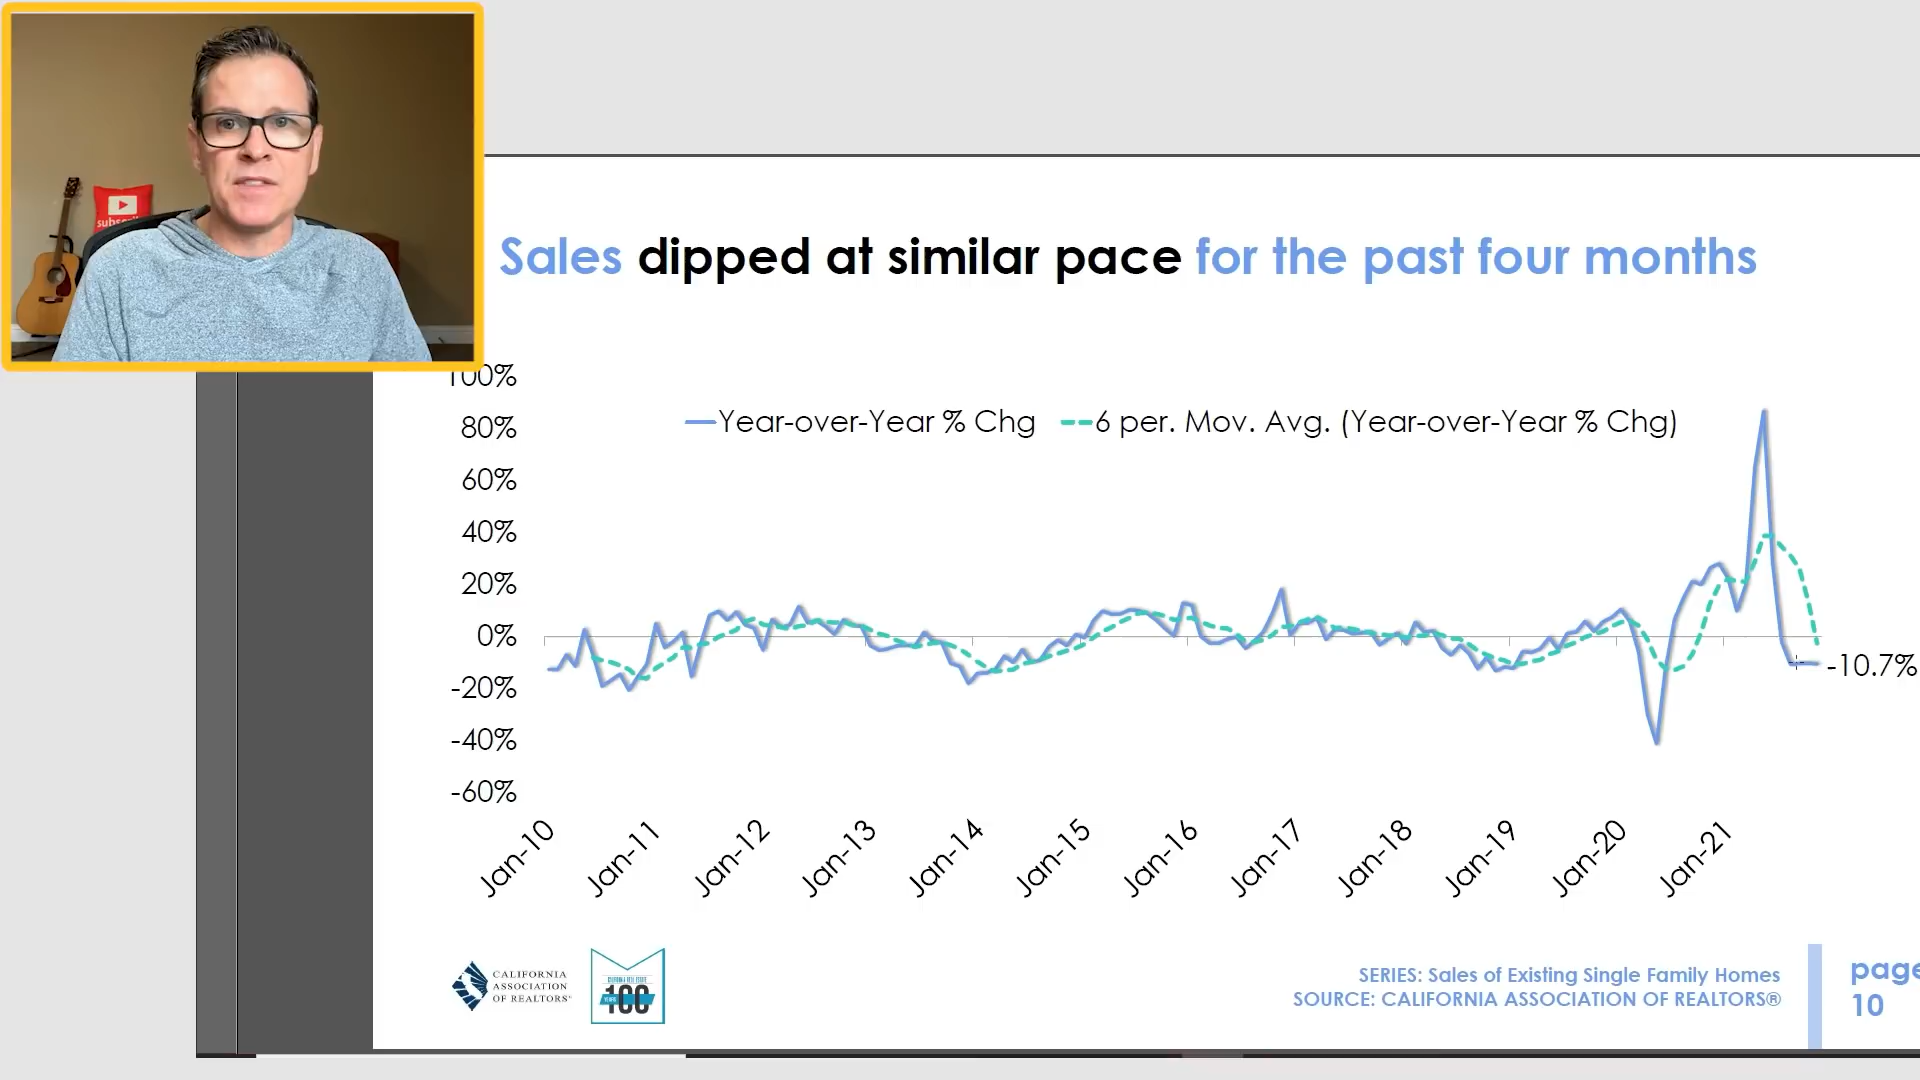 subscri
Sales dipped at similar pace for the past four months
100%
80%
60%
40%
20%
0%
-20%
-40%
-60%
Year-over-Year % Chg
6 per. Mov. Avg. (Year-over-Year % Chg)
-10.7%
Jan-10
Jan-11
Jan-12
Jan-13
Jan-14
Jan-15
Jan-16
Jan-17
Jan-18
Jan-19
Jan-20
Jan-21
CALIFORNIA
ASSOCIATION
OF REALTORS®
YEARS
100
SERIES: Sales of Existing Single Family Homes
SOURCE: CALIFORNIA ASSOCIATION OF REALTORS®
page
10